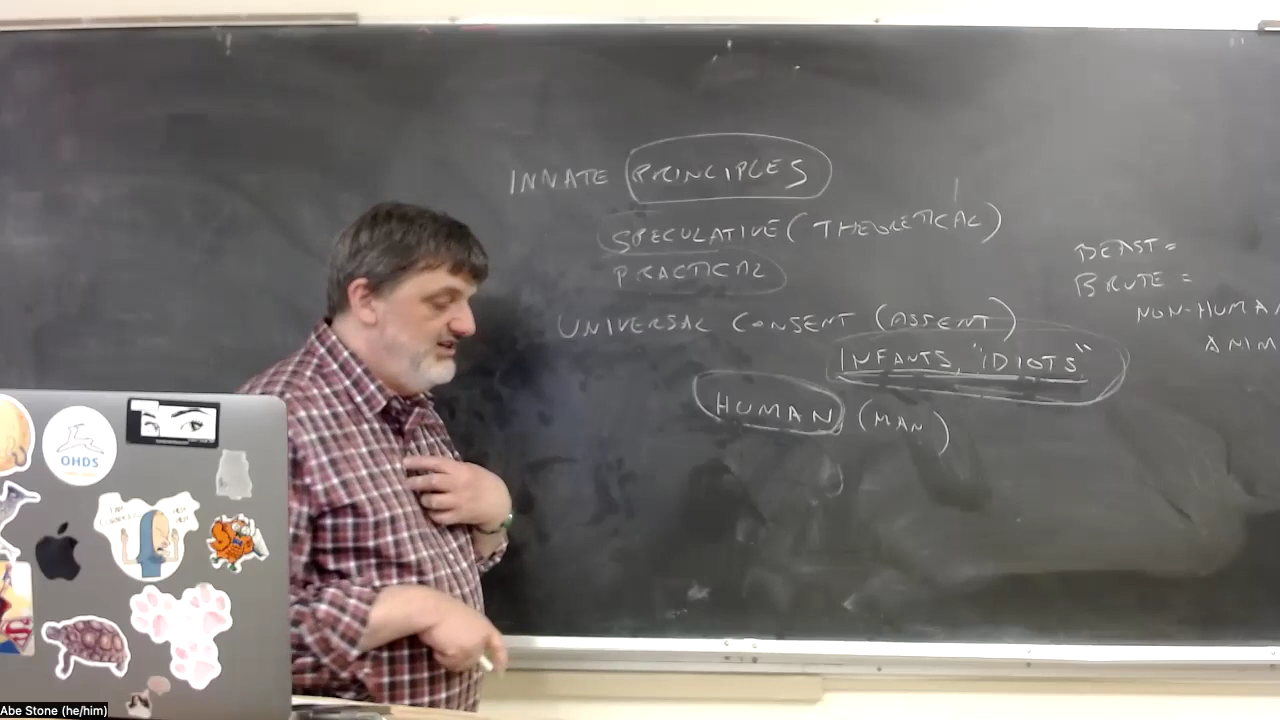 INNATE PRINCIPLES
SPECULATIVE (THEORETICAL)
PRACTICAL
UNIVERSAL CONSENT (ASSENT)
INFANTS, "IDIOTS"
HUMAN (MAN)
BEAST =
BRUTE =
NON-HUMAN
ANIM
OHDS
I AM
Abe Stone (he/him)